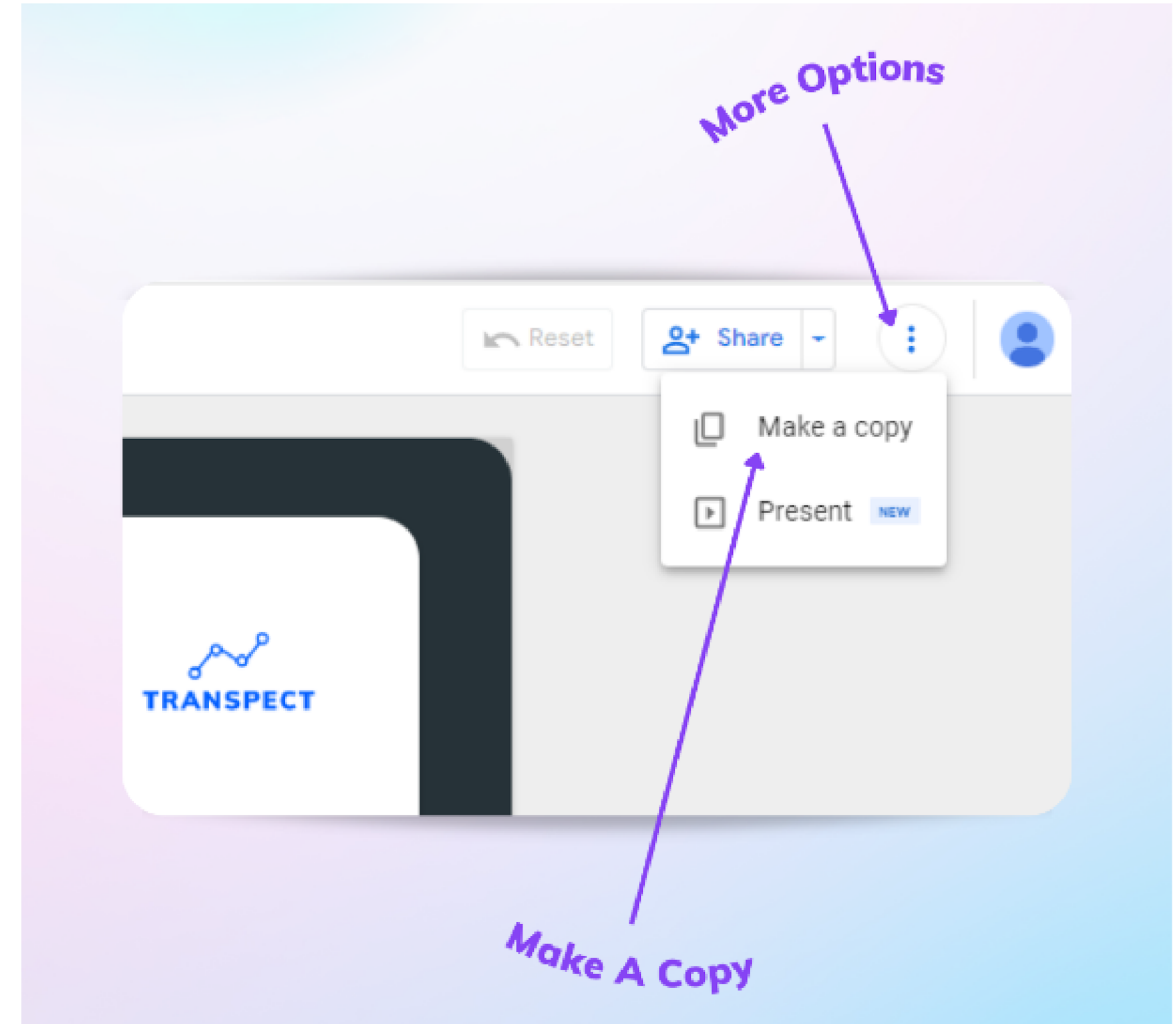 More Options
Reset
Share
Make a copy
Present NEW
TRANSPECT
Make A Copy